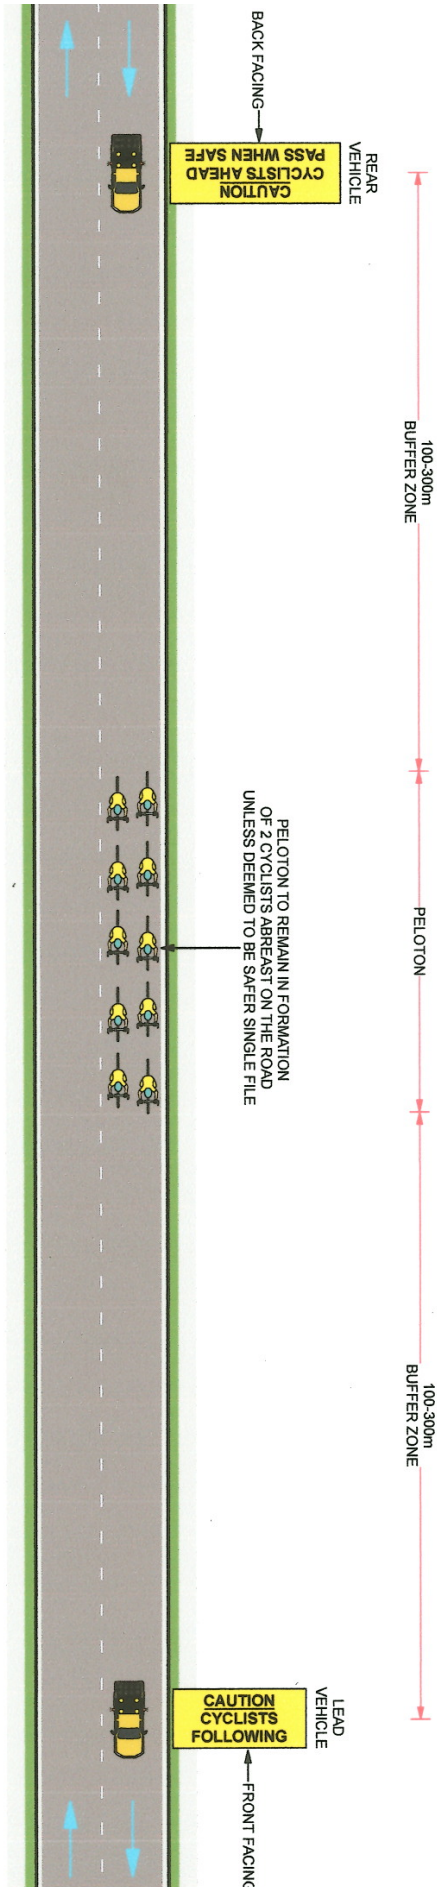 BACK FACING
CAUTION
CYCLISTS AHEAD
PASS WHEN SAFE
REAR
VEHICLE
100-300m
BUFFER ZONE
PELOTON TO REMAIN IN FORMATION
OF 2 CYCLISTS ABREAST ON THE ROAD
UNLESS DEEMED TO BE SAFER SINGLE FILE
PELOTON
100-300m
BUFFER ZONE
LEAD
VEHICLE
CAUTION
CYCLISTS
FOLLOWING
FRONT FACING